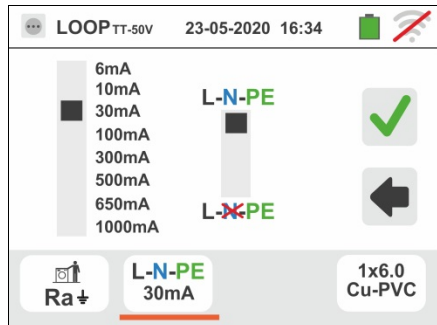 LOOP TT-50V 23-05-2020 16:34
6mA
10mA
30mA
100mA
300mA
500mA
650mA
1000mA
L-N-PE
L-N-PE
Ra
L-N-PE
30mA
1x6.0
Cu-PVC